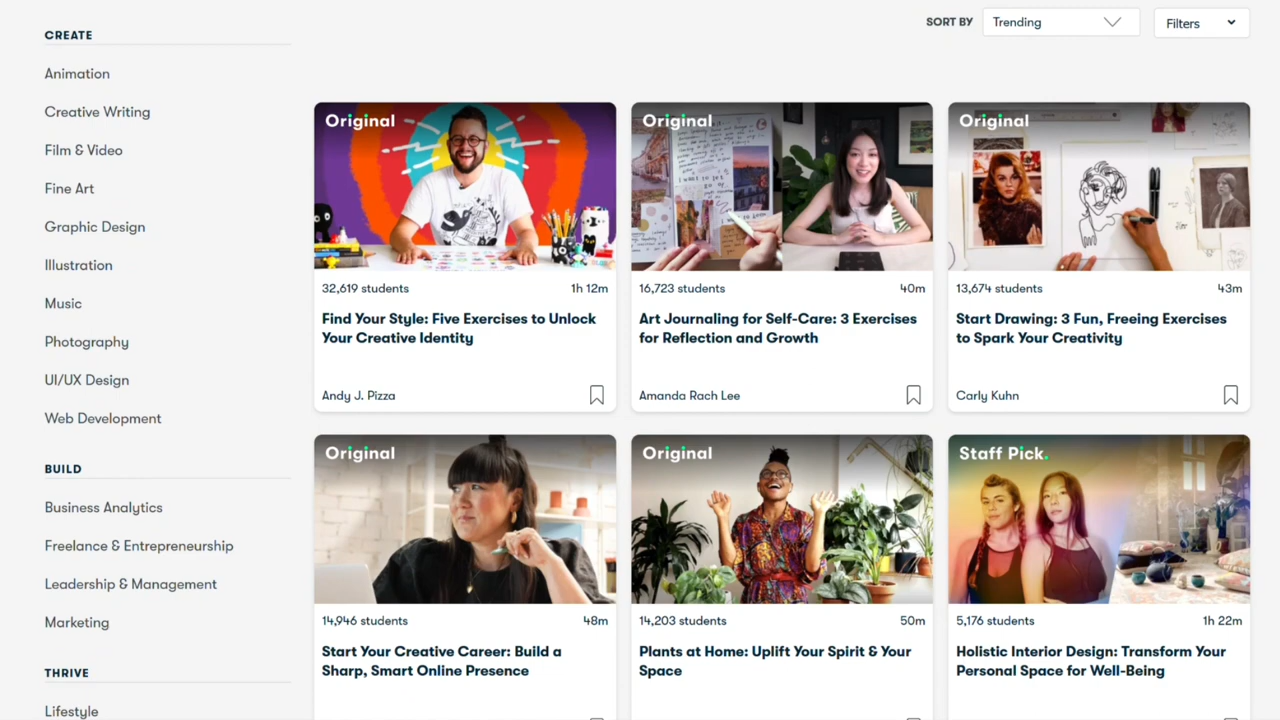 SORT BY
Trending
Filters
CREATE
Animation
Creative Writing
Film & Video
Fine Art
Graphic Design
Illustration
Music
Photography
UI/UX Design
Web Development
BUILD
Business Analytics
Freelance & Entrepreneurship
Leadership & Management
Marketing
THRIVE
Lifestyle
Original
32,619 students
1h 12m
Find Your Style: Five Exercises to Unlock
Your Creative Identity
Andy J. Pizza
Original
16,723 students
40m
Art Journaling for Self-Care: 3 Exercises
for Reflection and Growth
Amanda Rach Lee
Original
13,674 students
43m
Start Drawing: 3 Fun, Freeing Exercises
to Spark Your Creativity
Carly Kuhn
Original
14,946 students
48m
Start Your Creative Career: Build a
Sharp, Smart Online Presence
Original
14,203 students
50m
Plants at Home: Uplift Your Spirit & Your
Space
Staff Pick.
5,176 students
1h 22m
Holistic Interior Design: Transform Your
Personal Space for Well-Being